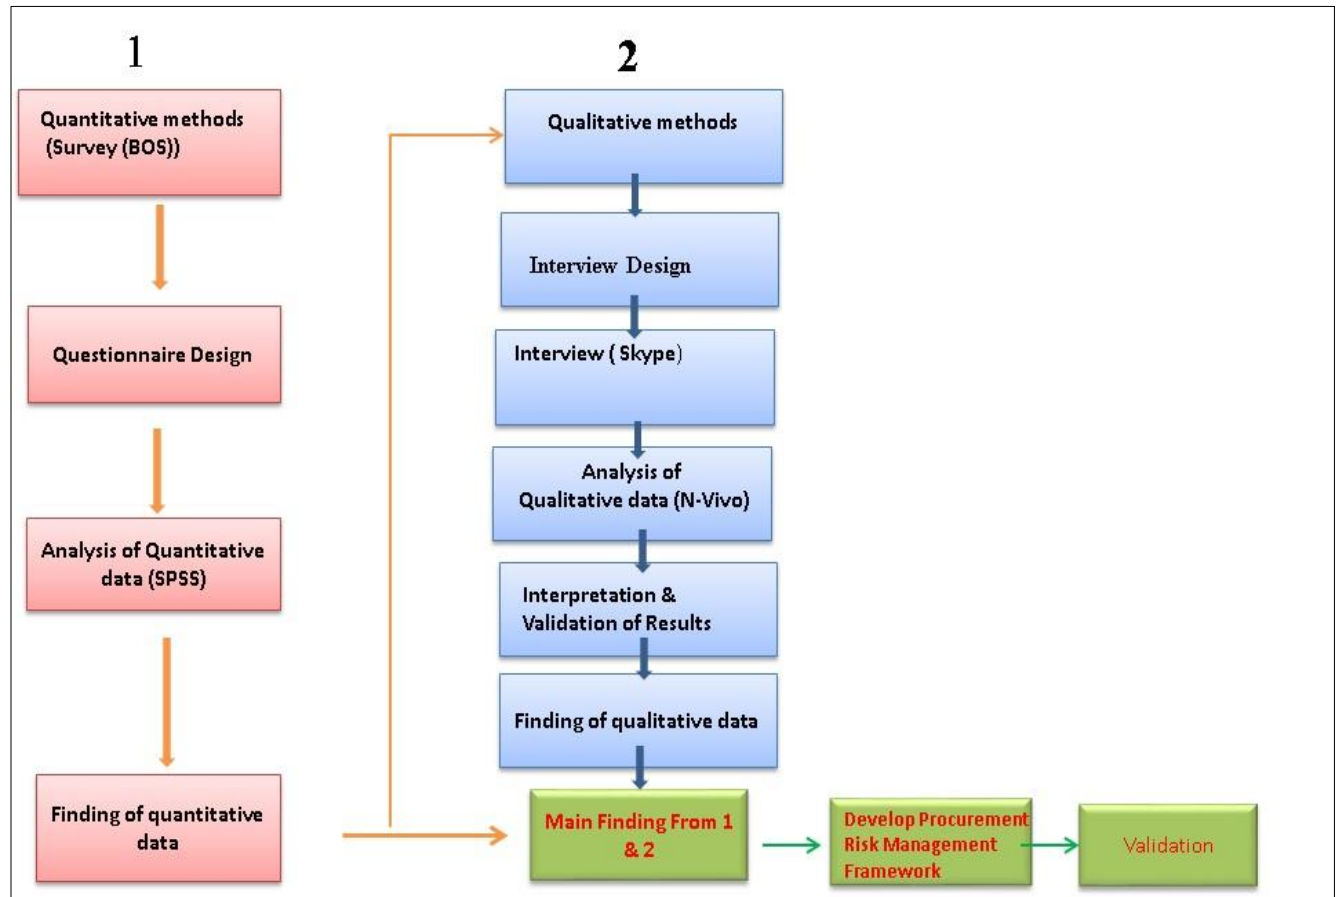 1
Quantitative methods
(Survey (BOS))
Questionnaire Design
Analysis of Quantitative
data (SPSS)
Finding of quantitative
data
2
Qualitative methods
Interview Design
Interview ( Skype)
Analysis of
Qualitative data (N-Vivo)
Interpretation &
Validation of Results
Finding of qualitative data
Main Finding From 1
& 2
Develop Procurement
Risk Management
Framework
Validation